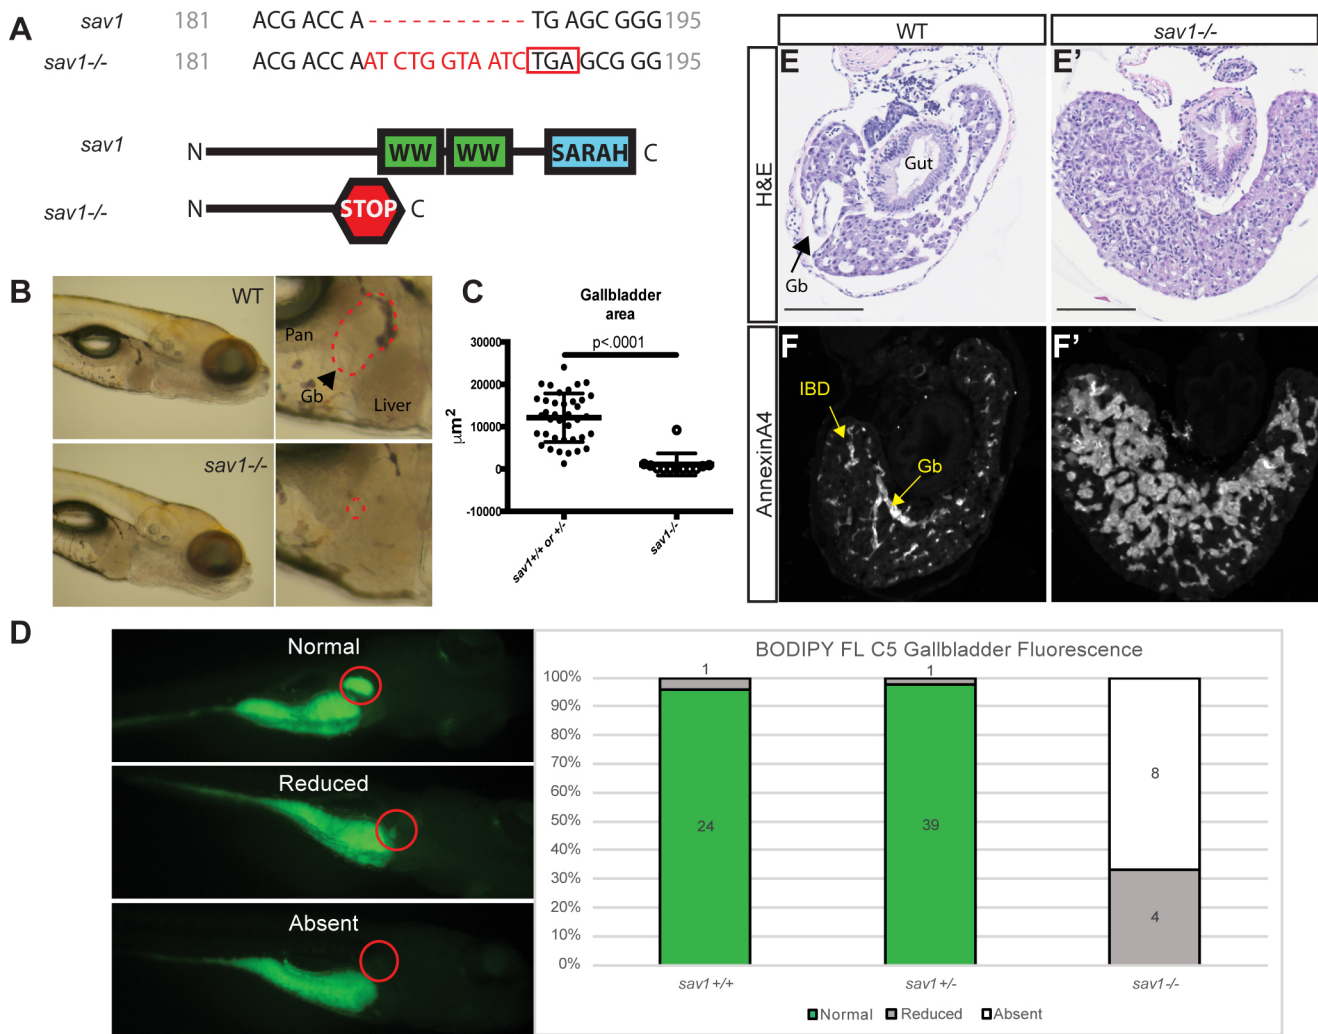 A
sav1 181 ACG ACC A - - - - - - - - - - - - TG AGC GGG 195
sav1-/- 181 ACG ACC AAT CTG GTA ATC TGA GCG GG 195
sav1 N WW WW SARAH C
sav1-/- N STOP C
B
WT
Pan
Gb
Liver
sav1-/-
C
Gallbladder
area
p<.0001
30000
20000
10000
0
-10000
μm²
sav1+/+ or +/-
sav1-/-
D
Normal
Reduced
Absent
BODIPY FL C5 Gallbladder Fluorescence
100%
90%
80%
70%
60%
50%
40%
30%
20%
10%
0%
1
24
1
39
8
4
sav1+/+
sav1+/-
sav1-/-
Normal Reduced Absent
WT
sav1-/-
H&E
E
Gut
Gb
E'
AnnexinA4
F
IBD
Gb
F'